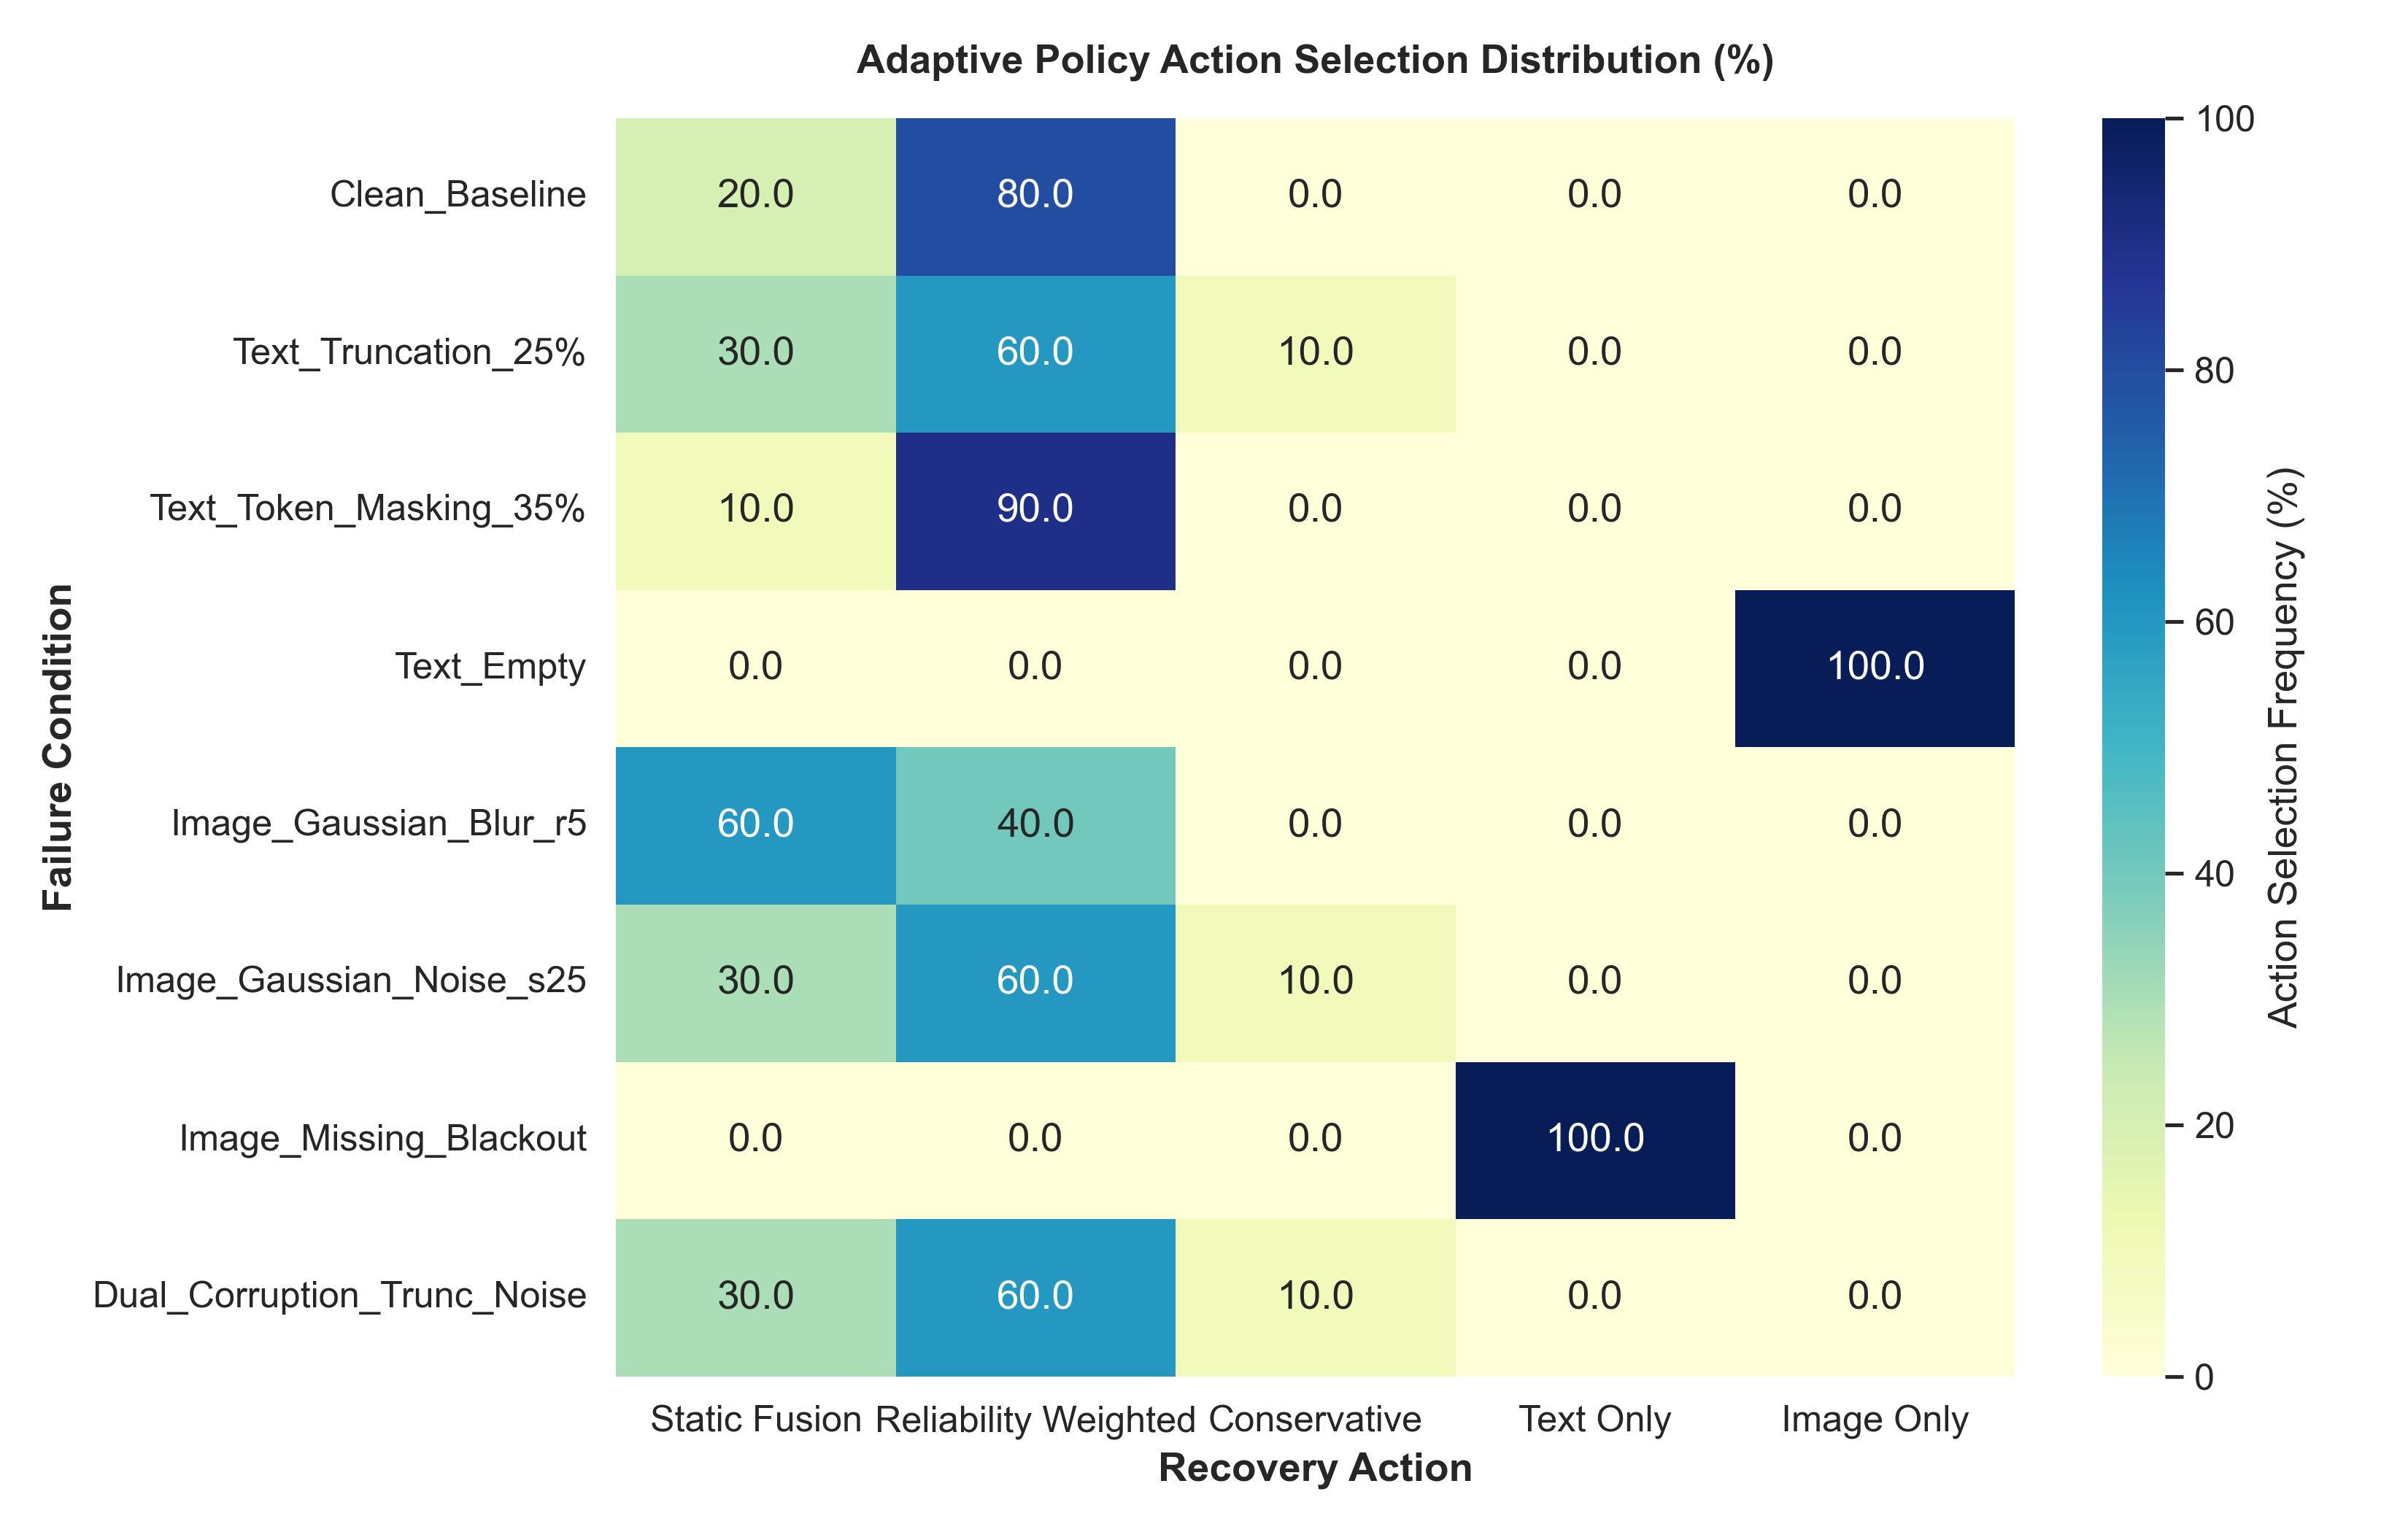 Adaptive Policy Action Selection Distribution (%)
Clean_Baseline 20.0 80.0 0.0 0.0 0.0
Text_Truncation_25% 30.0 60.0 10.0 0.0 0.0
Text_Token_Masking_35% 10.0 90.0 0.0 0.0 0.0
Text_Empty 0.0 0.0 0.0 0.0 100.0
Image_Gaussian_Blur_r5 60.0 40.0 0.0 0.0 0.0
Image_Gaussian_Noise_s25 30.0 60.0 10.0 0.0 0.0
Image_Missing_Blackout 0.0 0.0 0.0 100.0 0.0
Dual_Corruption_Trunc_Noise 30.0 60.0 10.0 0.0 0.0
Static Fusion Reliability Weighted Conservative Text Only Image Only
Recovery Action
Failure Condition
100
80
60
40
20
0
Action Selection Frequency (%)